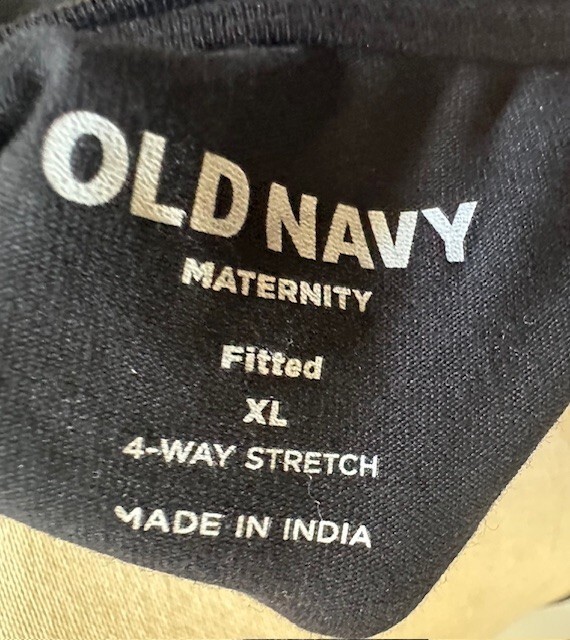 OLD NAVY
MATERNITY
Fitted
XL
4-WAY STRETCH
MADE IN INDIA